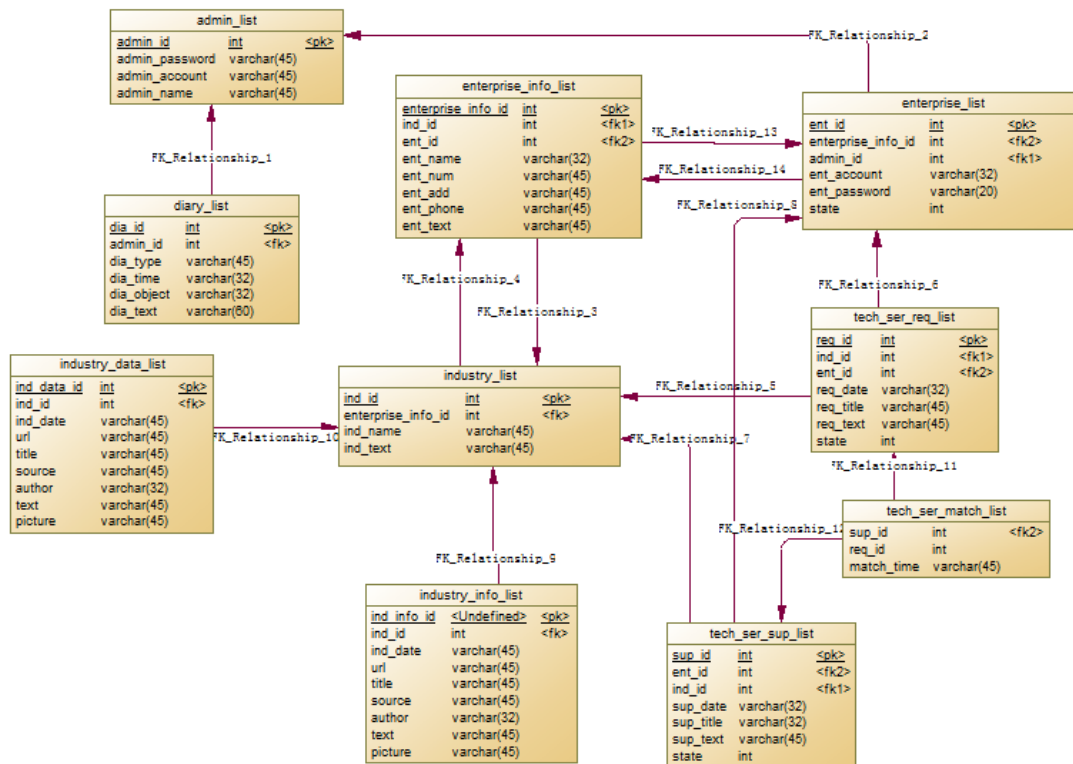 admin_list
admin_id int <pk>
admin_password varchar(45)
admin_account varchar(45)
admin_name varchar(45)
FK_Relationship_2
enterprise_info_list
enterprise_info_id int <pk>
ind_id int <fk1>
ent_id int <fk2>
ent_name varchar(32)
ent_num varchar(45)
ent_add varchar(45)
ent_phone varchar(45)
ent_text varchar(45)
enterprise_list
ent_id int <pk>
enterprise_info_id int <fk2>
admin_id int <fk1>
ent_account varchar(32)
ent_password varchar(20)
state int
FK_Relationship_13
FK_Relationship_14
FK_Relationship_1
FK_Relationship_8
diary_list
dia_id int <pk>
admin_id int <fk>
dia_type varchar(45)
dia_time varchar(32)
dia_object varchar(32)
dia_text varchar(60)
FK_Relationship_4
FK_Relationship_3
FK_Relationship_6
tech_ser_req_list
req_id int <pk>
ind_id int <fk1>
ent_id int <fk2>
req_date varchar(32)
req_title varchar(45)
req_text varchar(45)
state int
industry_data_list
ind_data_id int <pk>
ind_id int <fk>
ind_date varchar(45)
url varchar(45)
title varchar(45)
source varchar(45)
author varchar(32)
text varchar(45)
picture varchar(45)
industry_list
ind_id int <pk>
enterprise_info_id int <fk>
ind_name varchar(45)
ind_text varchar(45)
FK_Relationship_5
FK_Relationship_10
FK_Relationship_7
FK_Relationship_11
tech_ser_match_list
sup_id int <fk2>
req_id int
match_time varchar(45)
FK_Relationship_12
FK_Relationship_9
industry_info_list
ind_info_id <Undefined> <pk>
ind_id int <fk>
ind_date varchar(45)
url varchar(45)
title varchar(45)
source varchar(45)
author varchar(32)
text varchar(45)
picture varchar(45)
tech_ser_sup_list
sup_id int <pk>
ent_id int <fk2>
ind_id int <fk1>
sup_date varchar(32)
sup_title varchar(32)
sup_text varchar(45)
state int